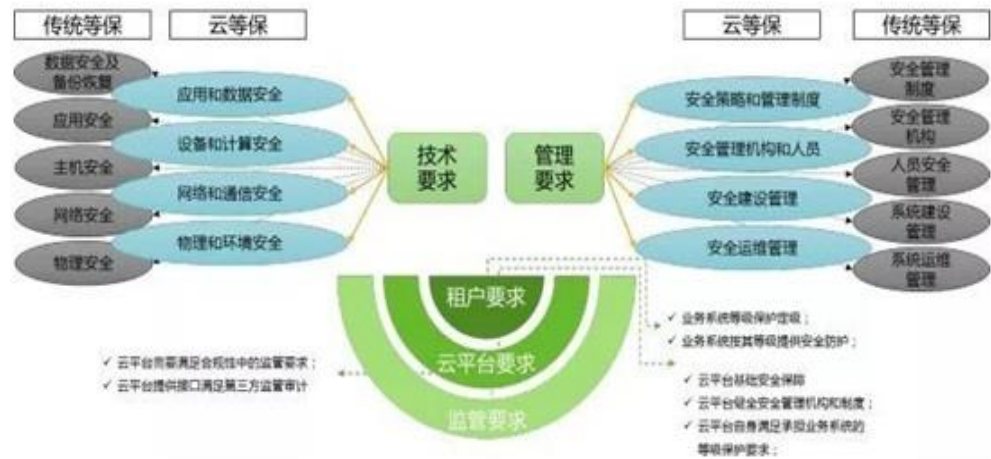 传统等保
云等保
云等保
传统等保
数据安全及
备份恢复
应用安全
主机安全
网络安全
物理安全
应用和数据安全
设备和计算安全
网络和通信安全
物理和环境安全
技术
要求
管理
要求
安全策略和管理制度
安全管理机构和人员
安全建设管理
安全运维管理
安全管理
制度
安全管理
机构
人员安全
管理
系统建设
管理
系统运维
管理
租户要求
云平台要求
监管要求
✓ 云平台需要满足合规性中的监管要求；
✓ 云平台提供接口满足第三方监管审计
✓ 业务系统等级保护定级；
✓ 业务系统按其等级提供安全防护；
✓ 云平台基础安全保障
✓ 云平台健全安全管理机构和制度；
✓ 云平台自身满足承担业务系统的
等级保护要求；